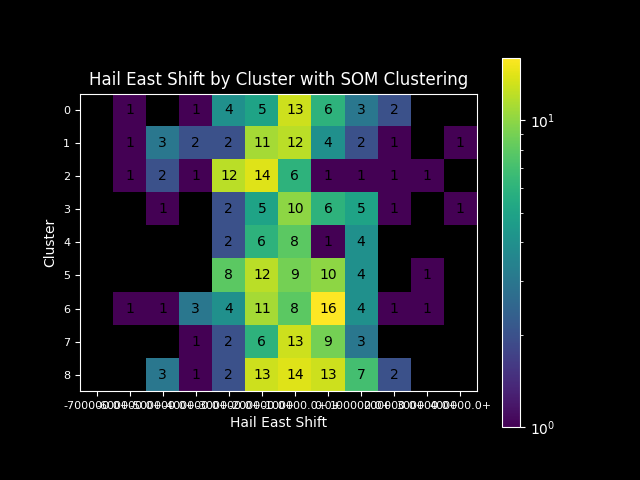 Hail East Shift by Cluster with SOM Clustering
0 1 1 4 5 13 6 3 2
1 1 3 2 2 11 12 4 2 1 1
2 1 2 1 12 14 6 1 1 1 1
3 1 2 5 10 6 5 1 1
4 2 6 8 1 4
5 8 12 9 10 4 1
6 1 1 3 4 11 8 16 4 1 1
7 1 2 6 13 9 3
8 3 1 2 13 14 13 7 2
Cluster
Hail East Shift
10¹
10⁰